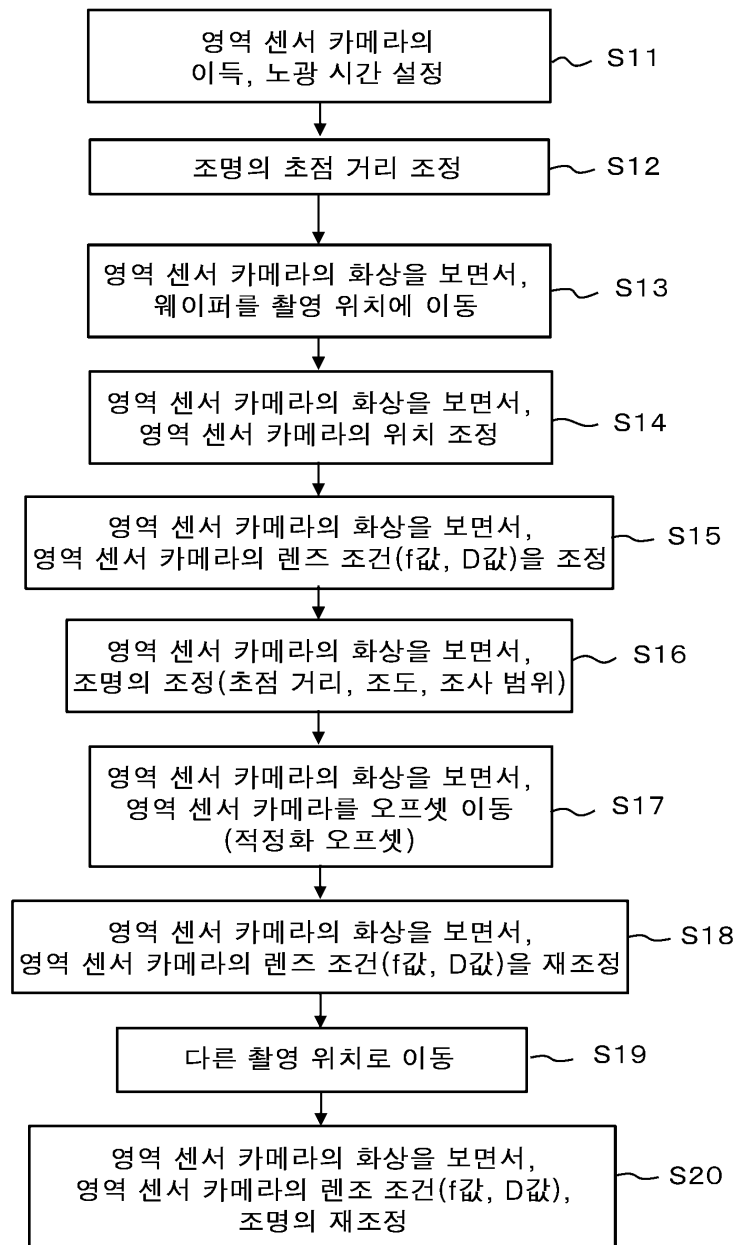 영역 센서 카메라의
이득, 노광 시간 설정
S11
조명의 초점 거리 조정
S12
영역 센서 카메라의 화상을 보면서,
웨이퍼를 촬영 위치에 이동
S13
영역 센서 카메라의 화상을 보면서,
영역 센서 카메라의 위치 조정
S14
영역 센서 카메라의 화상을 보면서,
영역 센서 카메라의 렌즈 조건(f값, D값)을 조정
S15
영역 센서 카메라의 화상을 보면서,
조명의 조정(초점 거리, 조도, 조사 범위)
S16
영역 센서 카메라의 화상을 보면서,
영역 센서 카메라를 오프셋 이동
(적정화 오프셋)
S17
영역 센서 카메라의 화상을 보면서,
영역 센서 카메라의 렌즈 조건(f값, D값)을 재조정
S18
다른 촬영 위치로 이동
S19
영역 센서 카메라의 화상을 보면서,
영역 센서 카메라의 렌조 조건(f값, D값),
조명의 재조정
S20